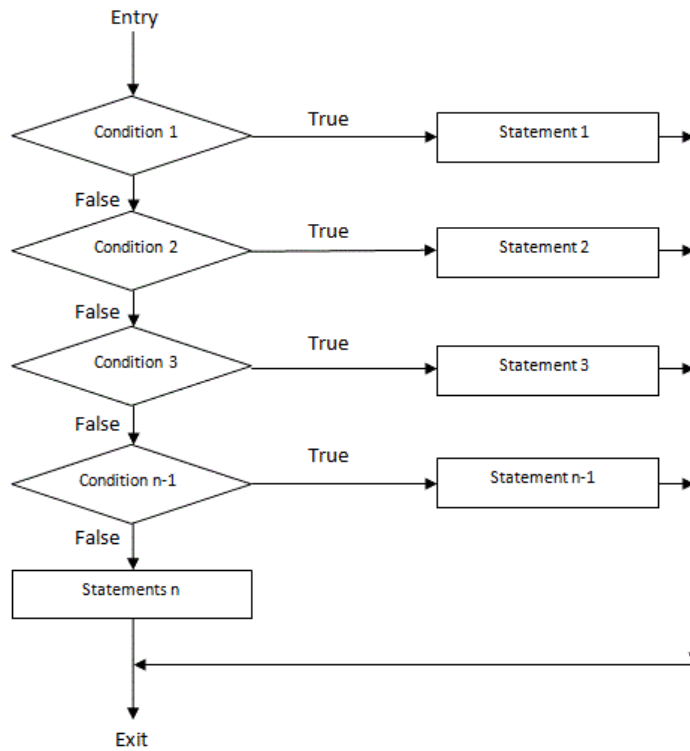 Entry
Condition 1
True
Statement 1
False
Condition 2
True
Statement 2
False
Condition 3
True
Statement 3
False
Condition n-1
True
Statement n-1
False
Statements n
Exit